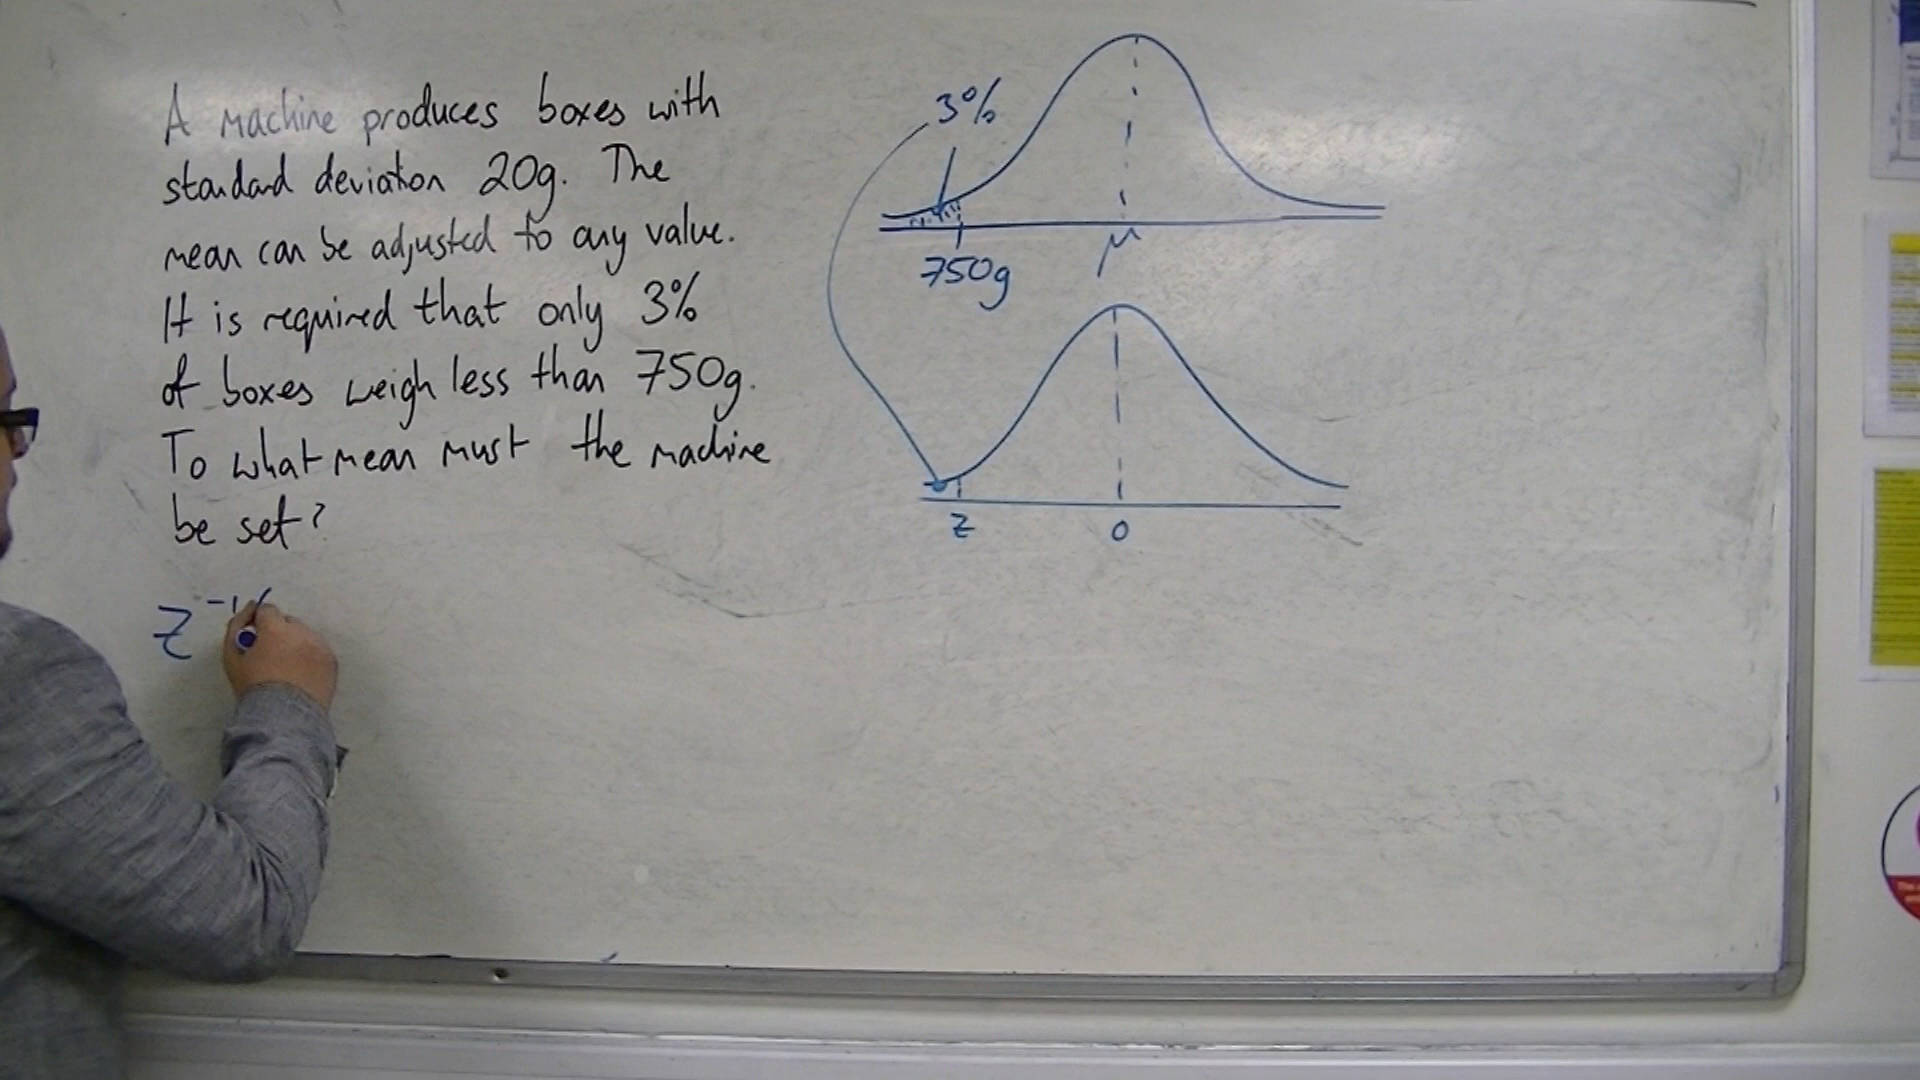 A machine produces boxes with
standard deviation 20g. The
mean can be adjusted to any value.
It is required that only 3%
of boxes weigh less than 750g.
To what mean must the machine
be set?
z⁻¹(
3%
750g
μ
z
0